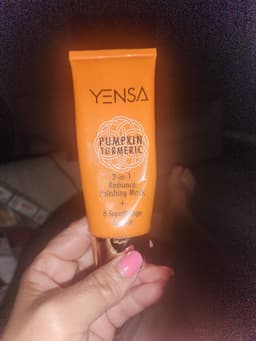 YENSA
PUMPKIN
TURMERIC
2-in-1
Radiance
Polishing Mask
+